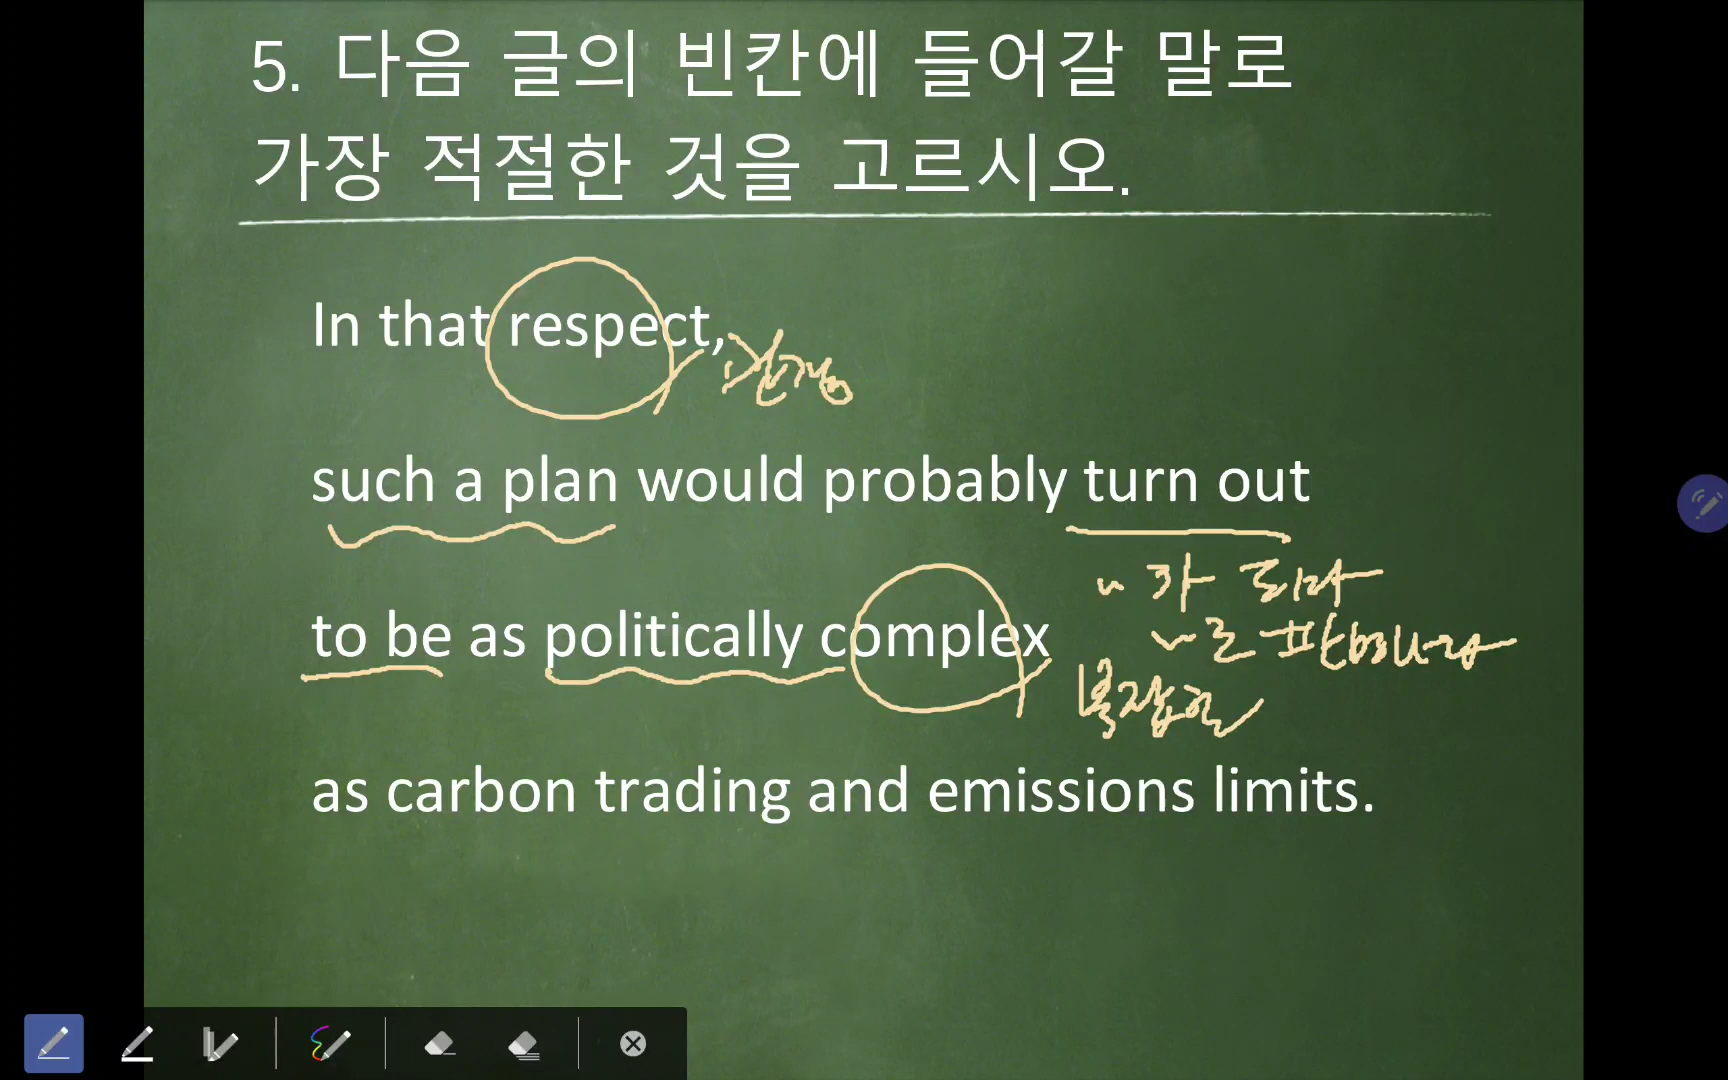 5. 다음 글의 빈칸에 들어갈 말로
가장 적절한 것을 고르시오.
In that respect,
관점
such a plan would probably turn out
~가 되다
to be as politically complex
~로 판명나다
복잡한
as carbon trading and emissions limits.